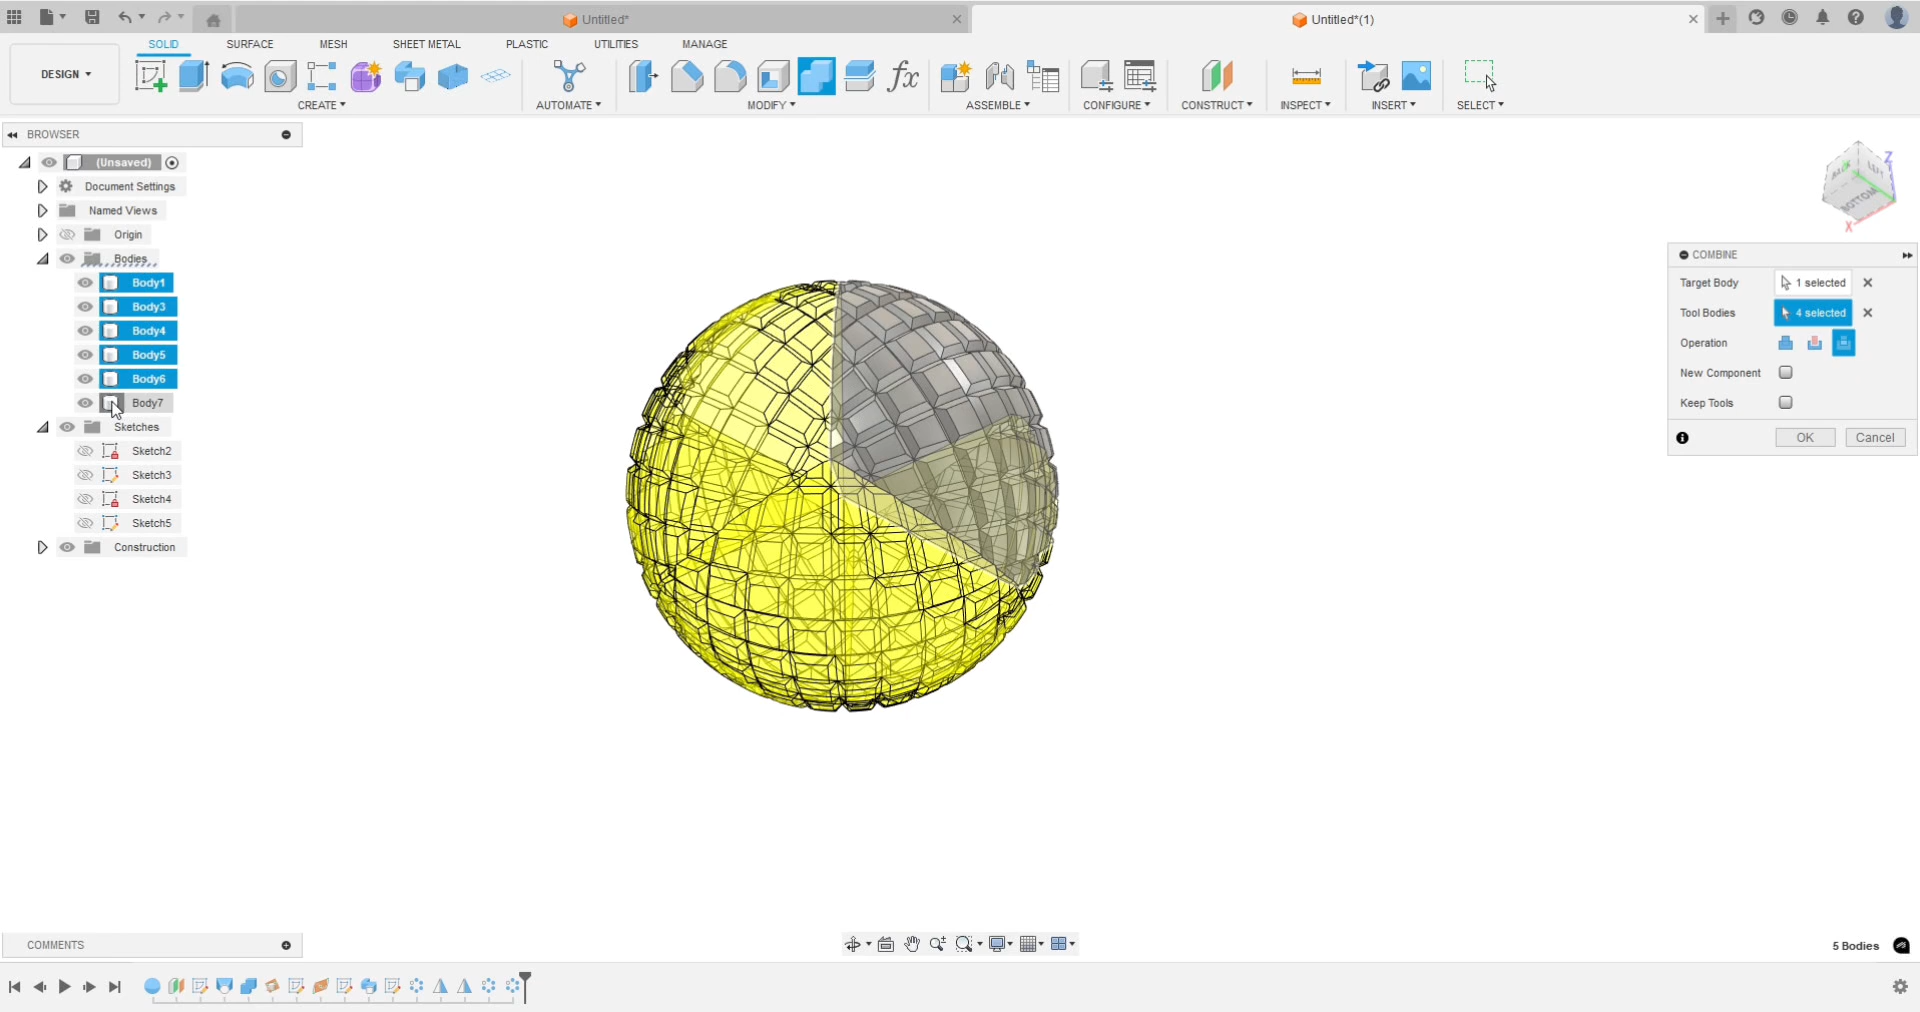 Untitled*
Untitled*(1)
SOLID
SURFACE
MESH
SHEET METAL
PLASTIC
UTILITIES
MANAGE
DESIGN
CREATE
AUTOMATE
MODIFY
ASSEMBLE
CONFIGURE
CONSTRUCT
INSPECT
INSERT
SELECT
BROWSER
(Unsaved)
Document Settings
Named Views
Origin
Bodies
Body1
Body3
Body4
Body5
Body6
Body7
Sketches
Sketch2
Sketch3
Sketch4
Sketch5
Construction
Z
BOTTOM
X
COMBINE
Target Body
1 selected
Tool Bodies
4 selected
Operation
New Component
Keep Tools
OK
Cancel
COMMENTS
5 Bodies